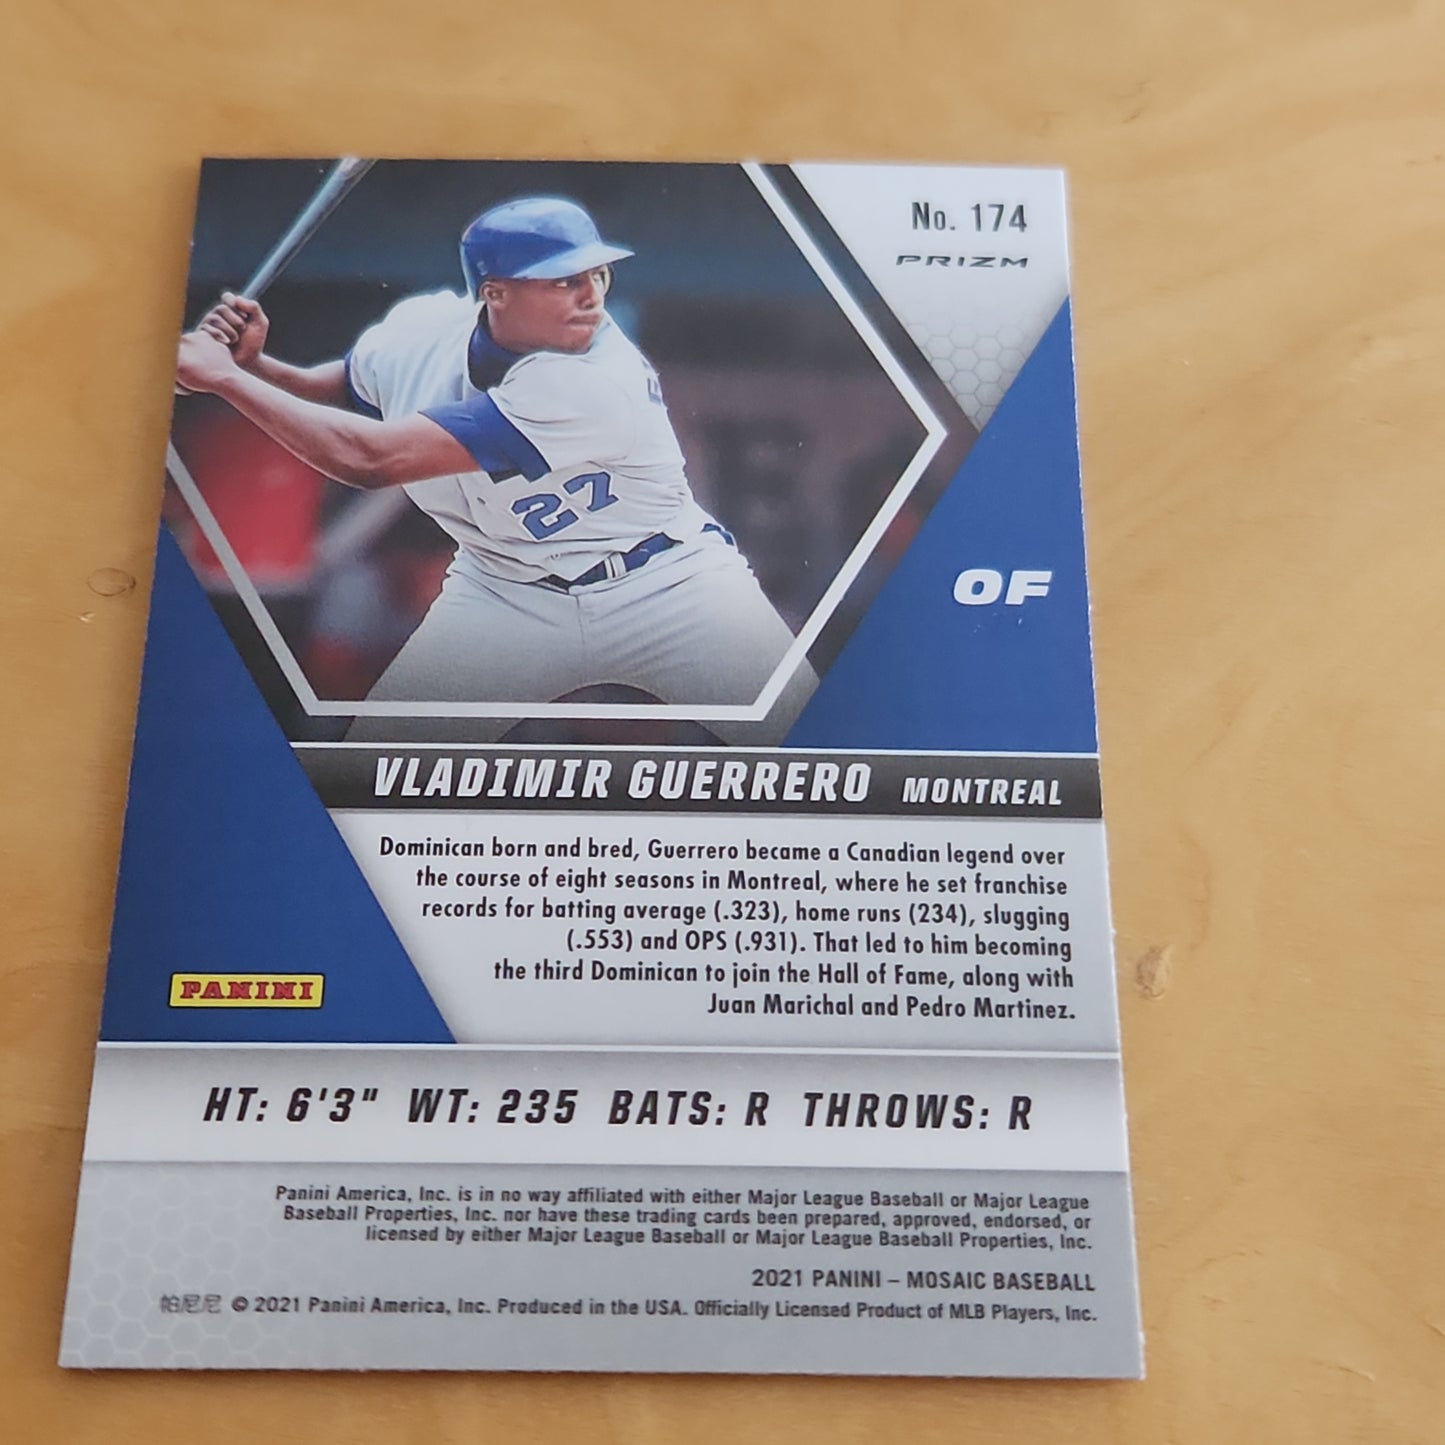 No. 174
PRIZM
27
OF
VLADIMIR GUERRERO MONTREAL
Dominican born and bred, Guerrero became a Canadian legend over
the course of eight seasons in Montreal, where he set franchise
records for batting average (.323), home runs (234), slugging
(.553) and OPS (.931). That led to him becoming
the third Dominican to join the Hall of Fame, along with
Juan Marichal and Pedro Martinez.
PANINI
HT: 6'3" WT: 235 BATS: R THROWS: R
Panini America, Inc. is in no way affiliated with either Major League Baseball or Major League
Baseball Properties, Inc. nor have these trading cards been prepared, approved, endorsed, or
licensed by either Major League Baseball or Major League Baseball Properties, Inc.
2021 PANINI – MOSAIC BASEBALL
帕尼尼 © 2021 Panini America, Inc. Produced in the USA. Officially Licensed Product of MLB Players, Inc.